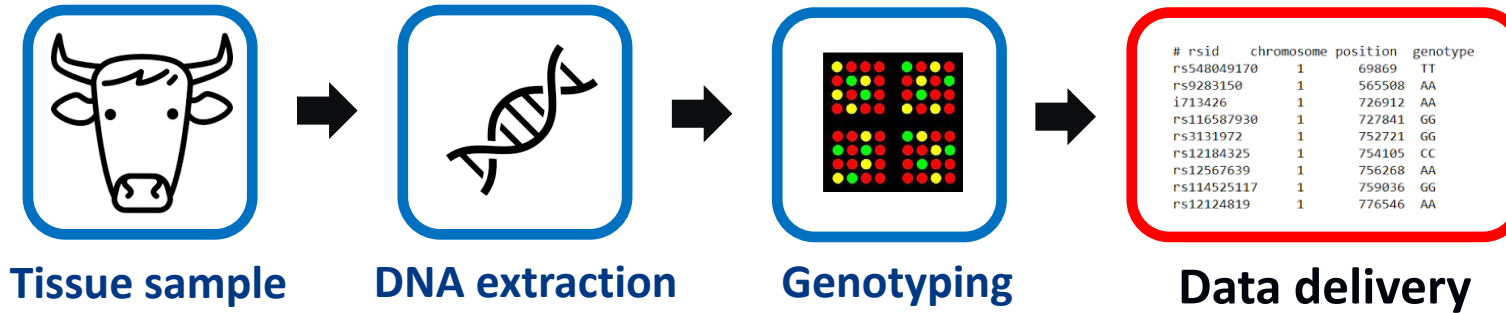 # rsid chromosome position genotype
rs548049170 1 69869 TT
rs9283150 1 565508 AA
i713426 1 726912 AA
rs116587930 1 727841 GG
rs3131972 1 752721 GG
rs12184325 1 754105 CC
rs12567639 1 756268 AA
rs114525117 1 759036 GG
rs12124819 1 776546 AA
Tissue sample
DNA extraction
Genotyping
Data delivery